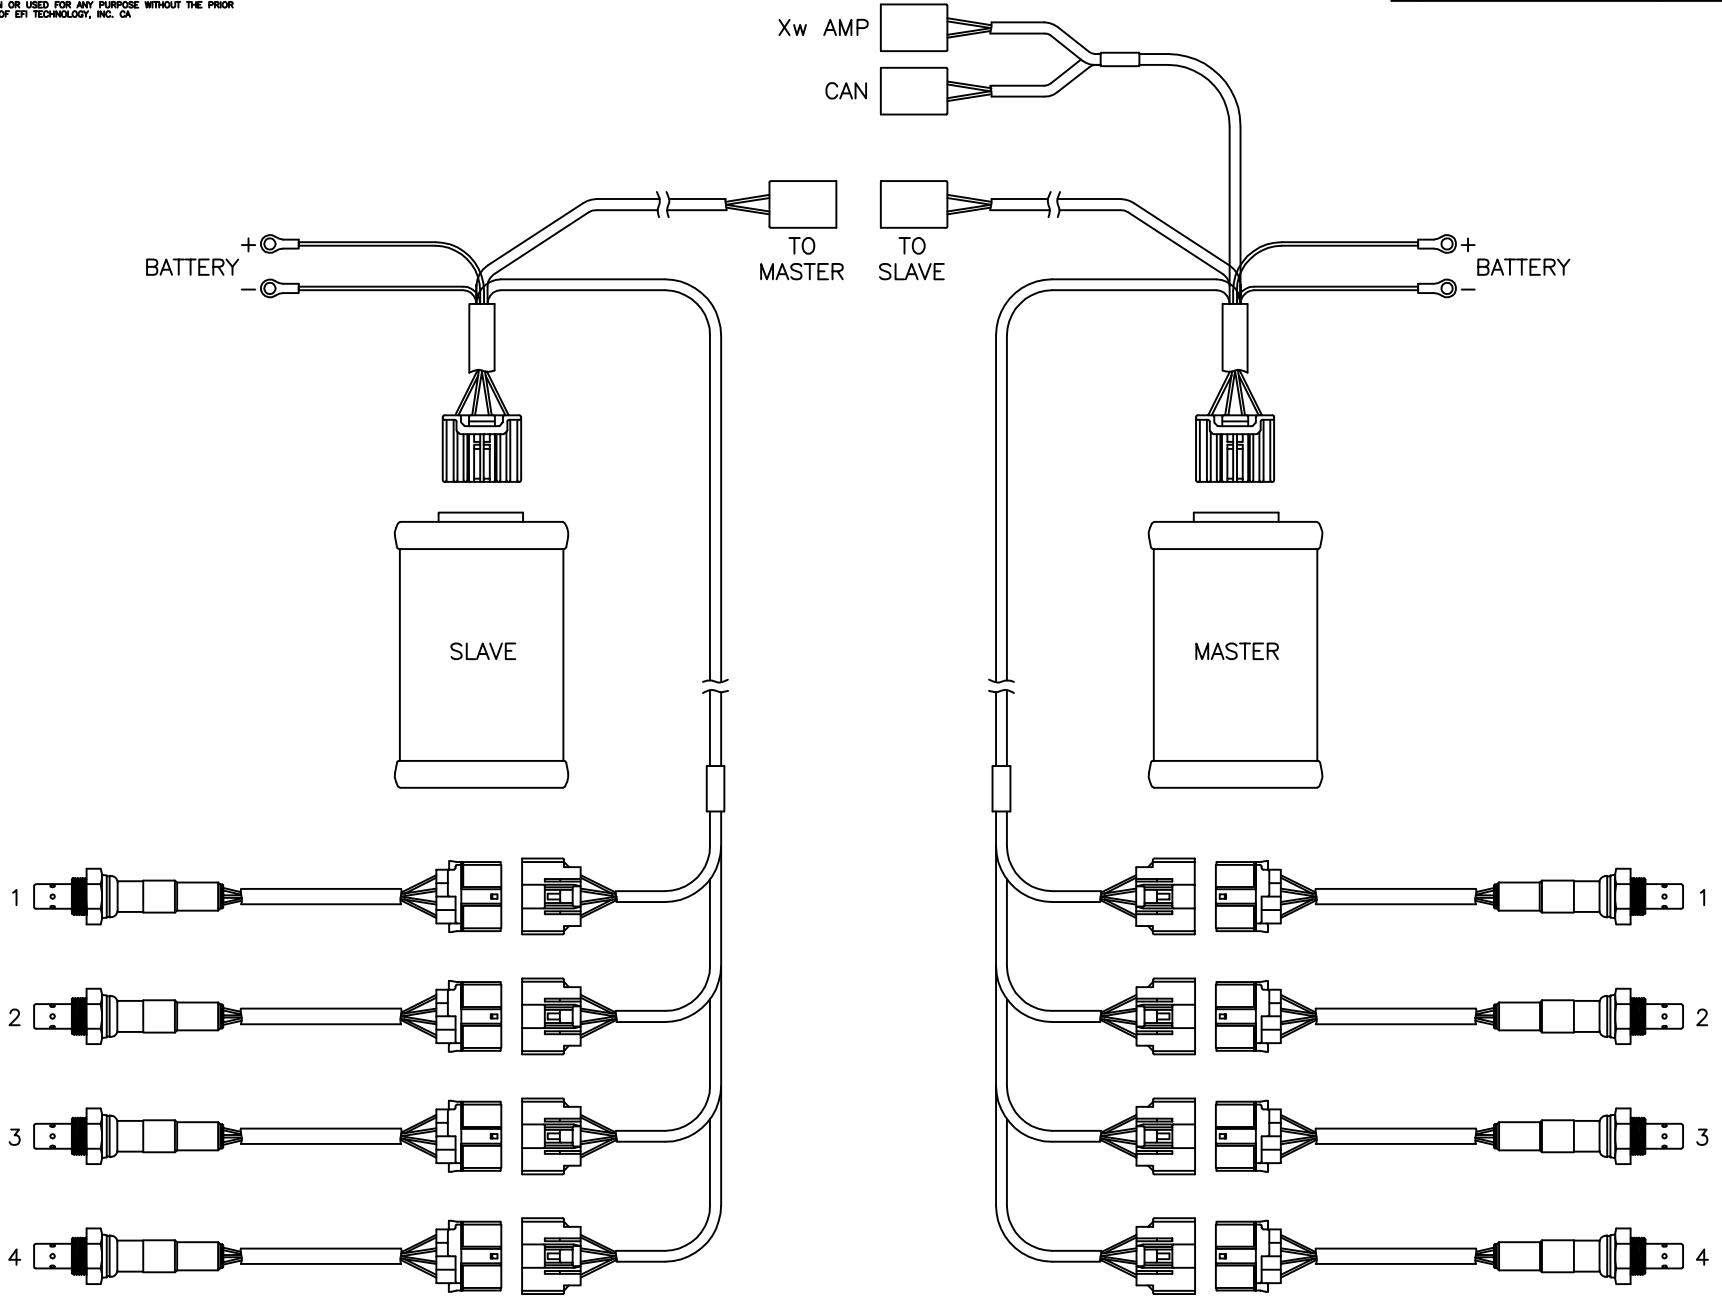 N OR USED FOR ANY PURPOSE WITHOUT THE PRIOR
OF EFI TECHNOLOGY, INC. CA
Xw AMP
CAN
TO
MASTER
TO
SLAVE
+
BATTERY
-
+
BATTERY
-
SLAVE
MASTER
1
1
2
2
3
3
4
4